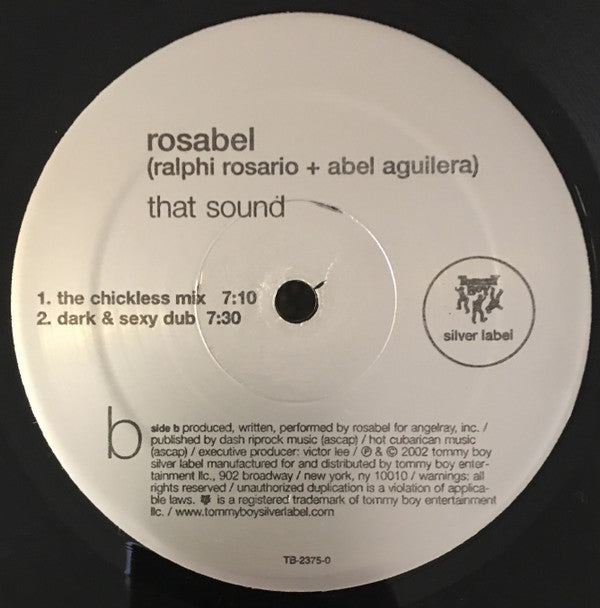 rosabel
(ralphi rosario + abel aguilera)
that sound
1. the chickless mix 7:10
2. dark & sexy dub 7:30
Tommy Boy
silver label
b
side b produced, written, performed by rosabel for angelray, inc. /
published by dash riprock music (ascap) / hot cubarican music
(ascap) / executive producer: victor lee / ℗ & © 2002 tommy boy
silver label manufactured for and distributed by tommy boy enter-
tainment llc., 902 broadway / new york, ny 10010 / warnings: all
rights reserved / unauthorized duplication is a violation of applica-
ble laws. is a registered trademark of tommy boy entertainment
llc. / www.tommyboysilverlabel.com
TB-2375-0